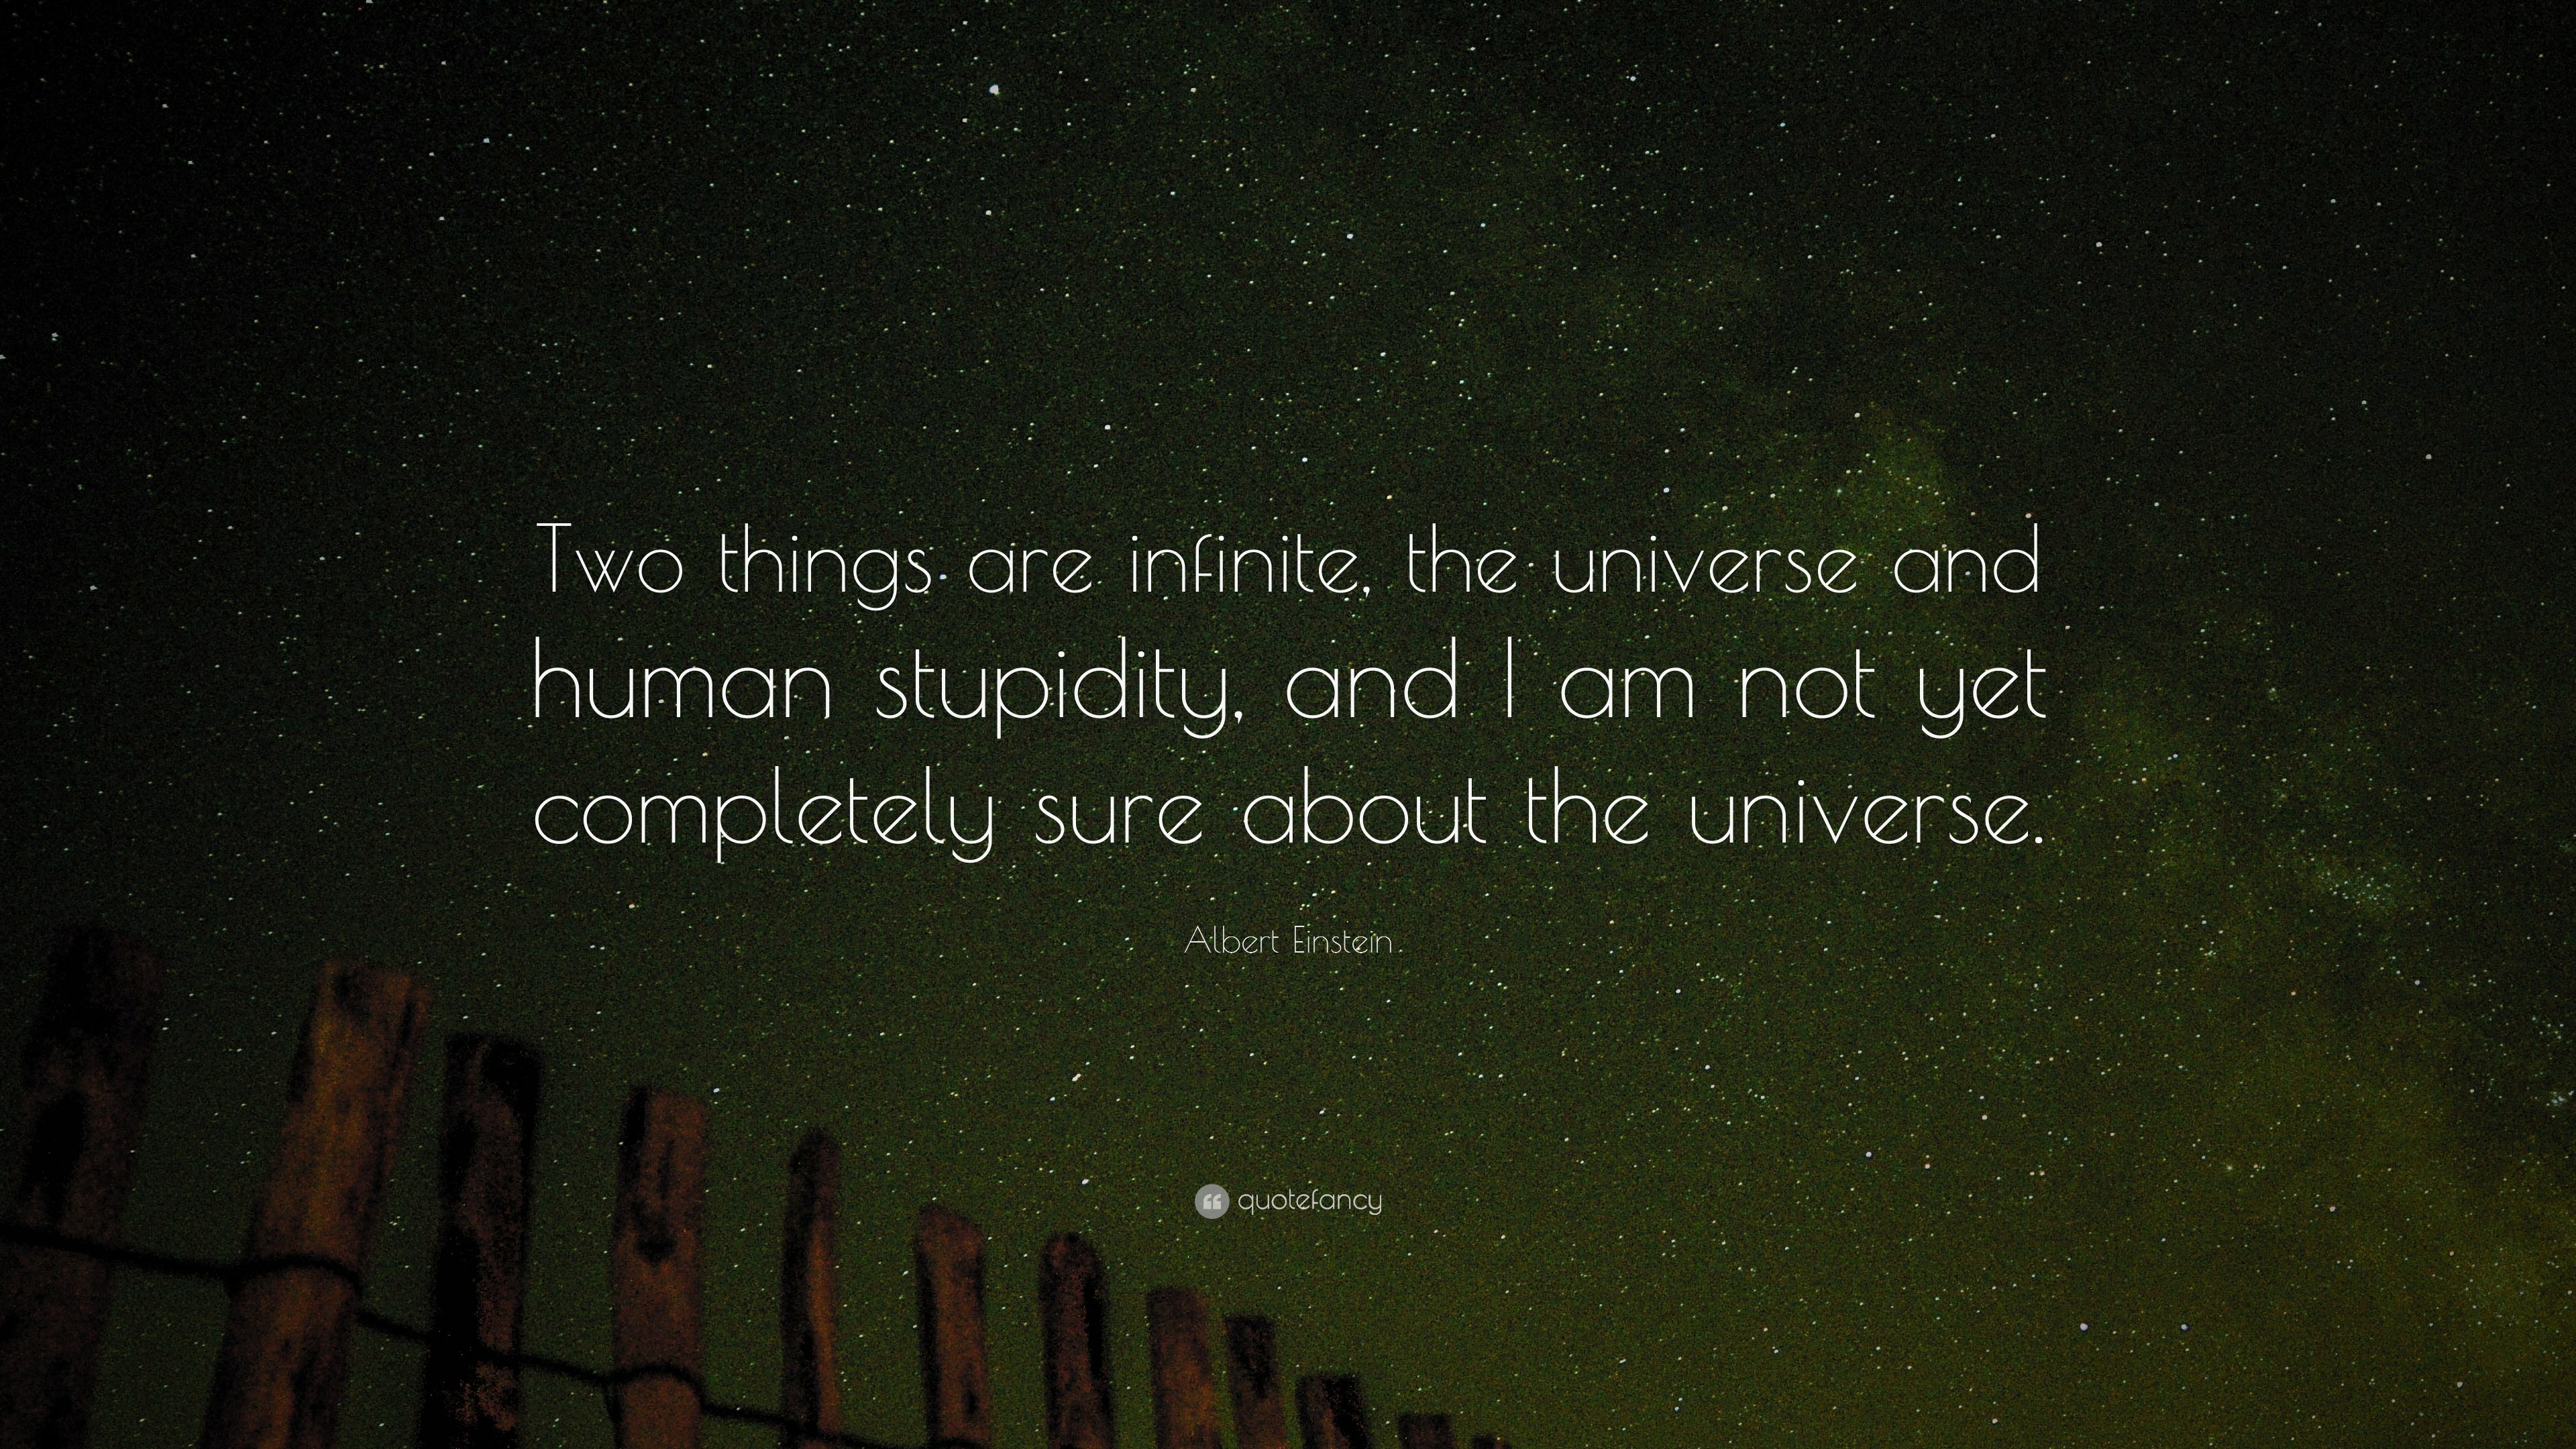 Two things are infinite, the universe and
human stupidity, and I am not yet
completely sure about the universe.
Albert Einstein
quotefancy